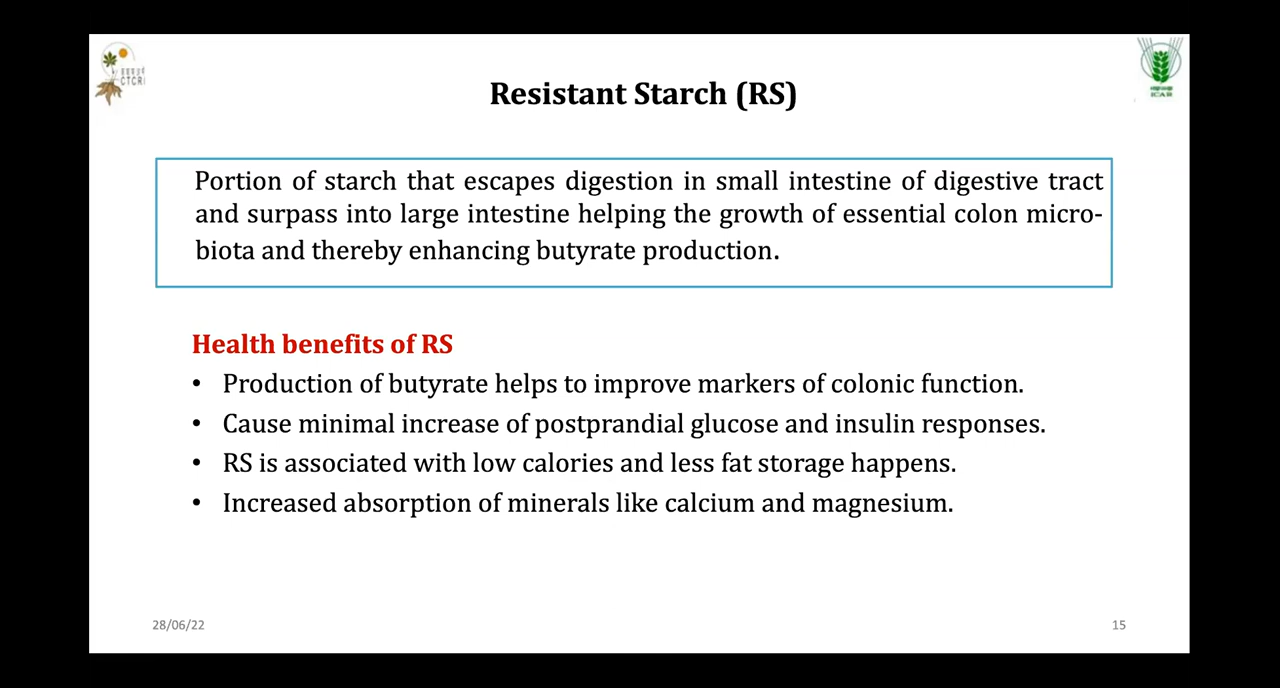 CTCRI
ICAR
Resistant Starch (RS)
Portion of starch that escapes digestion in small intestine of digestive tract
and surpass into large intestine helping the growth of essential colon micro-
biota and thereby enhancing butyrate production.
Health benefits of RS
• Production of butyrate helps to improve markers of colonic function.
• Cause minimal increase of postprandial glucose and insulin responses.
• RS is associated with low calories and less fat storage happens.
• Increased absorption of minerals like calcium and magnesium.
28/06/22
15